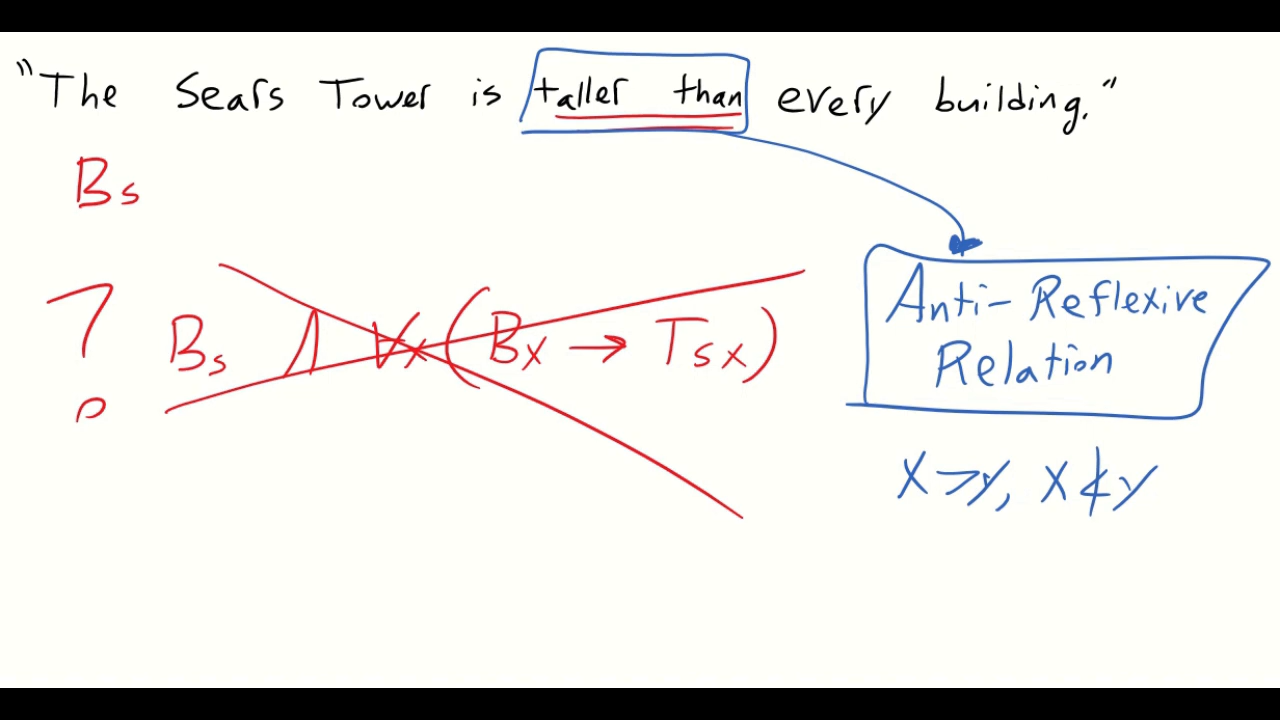 "The Sears Tower is taller than every building."
Bs
? Bs ∧ ∀x (Bx → Tsx)
Anti-Reflexive
Relation
x > y, x ≮ y